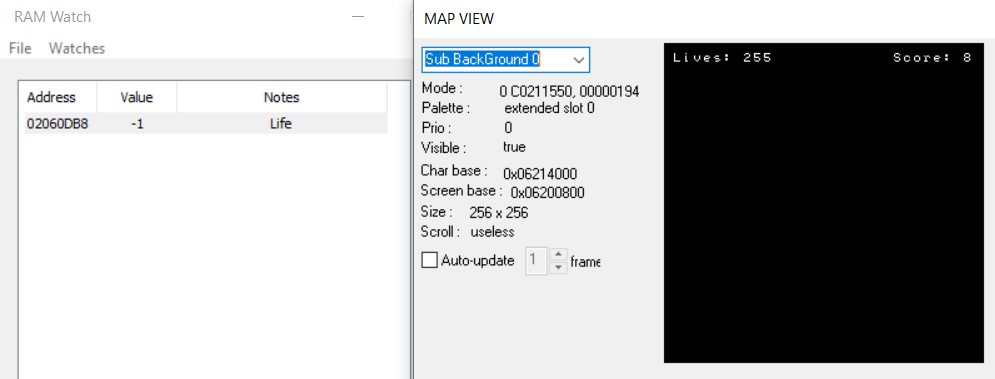 RAM Watch
File Watches
Address Value Notes
02060DB8 -1 Life
MAP VIEW
Sub BackGround 0
Mode : 0 C0211550, 00000194
Palette : extended slot 0
Prio : 0
Visible : true
Char base : 0x06214000
Screen base : 0x06200800
Size : 256 x 256
Scroll : useless
Auto-update 1 frame
Lives: 255 Score: 8